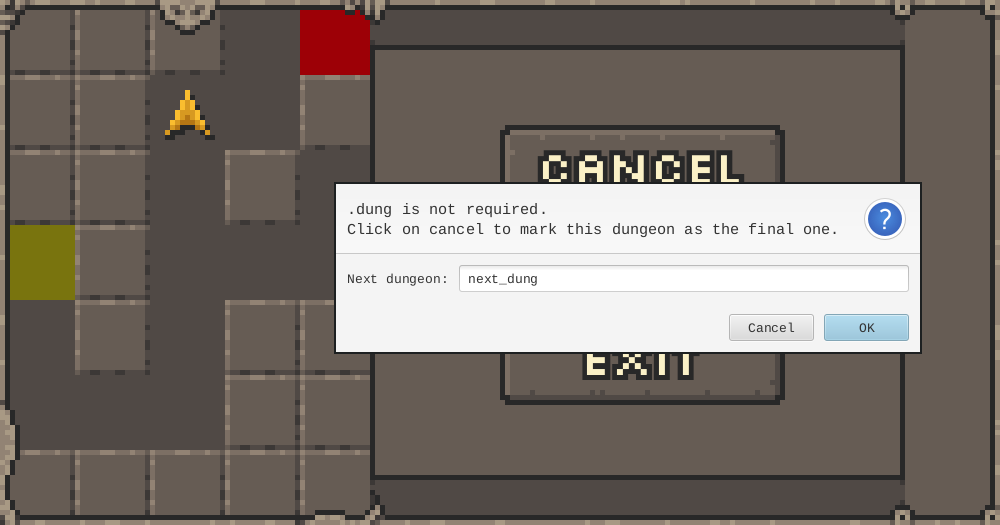 CANCEL
.dung is not required.
Click on cancel to mark this dungeon as the final one.
?
Next dungeon: next_dung
Cancel OK
EXIT